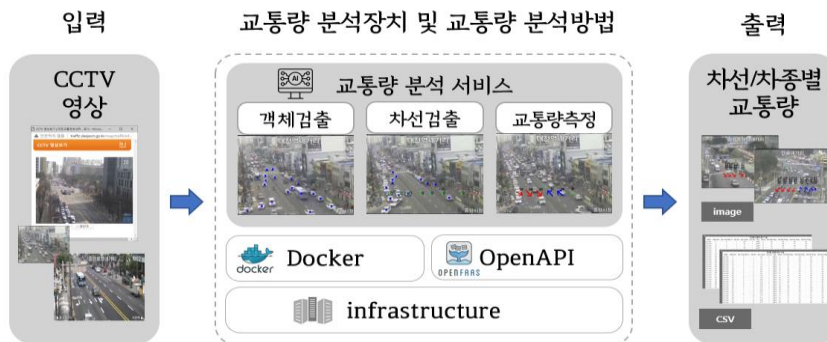 입력
교통량 분석장치 및 교통량 분석방법
출력
CCTV
영상
AI
교통량 분석 서비스
객체검출
차선검출
교통량측정
docker
Docker
OPENFAAS
OpenAPI
infrastructure
차선/차종별
교통량
image
CSV